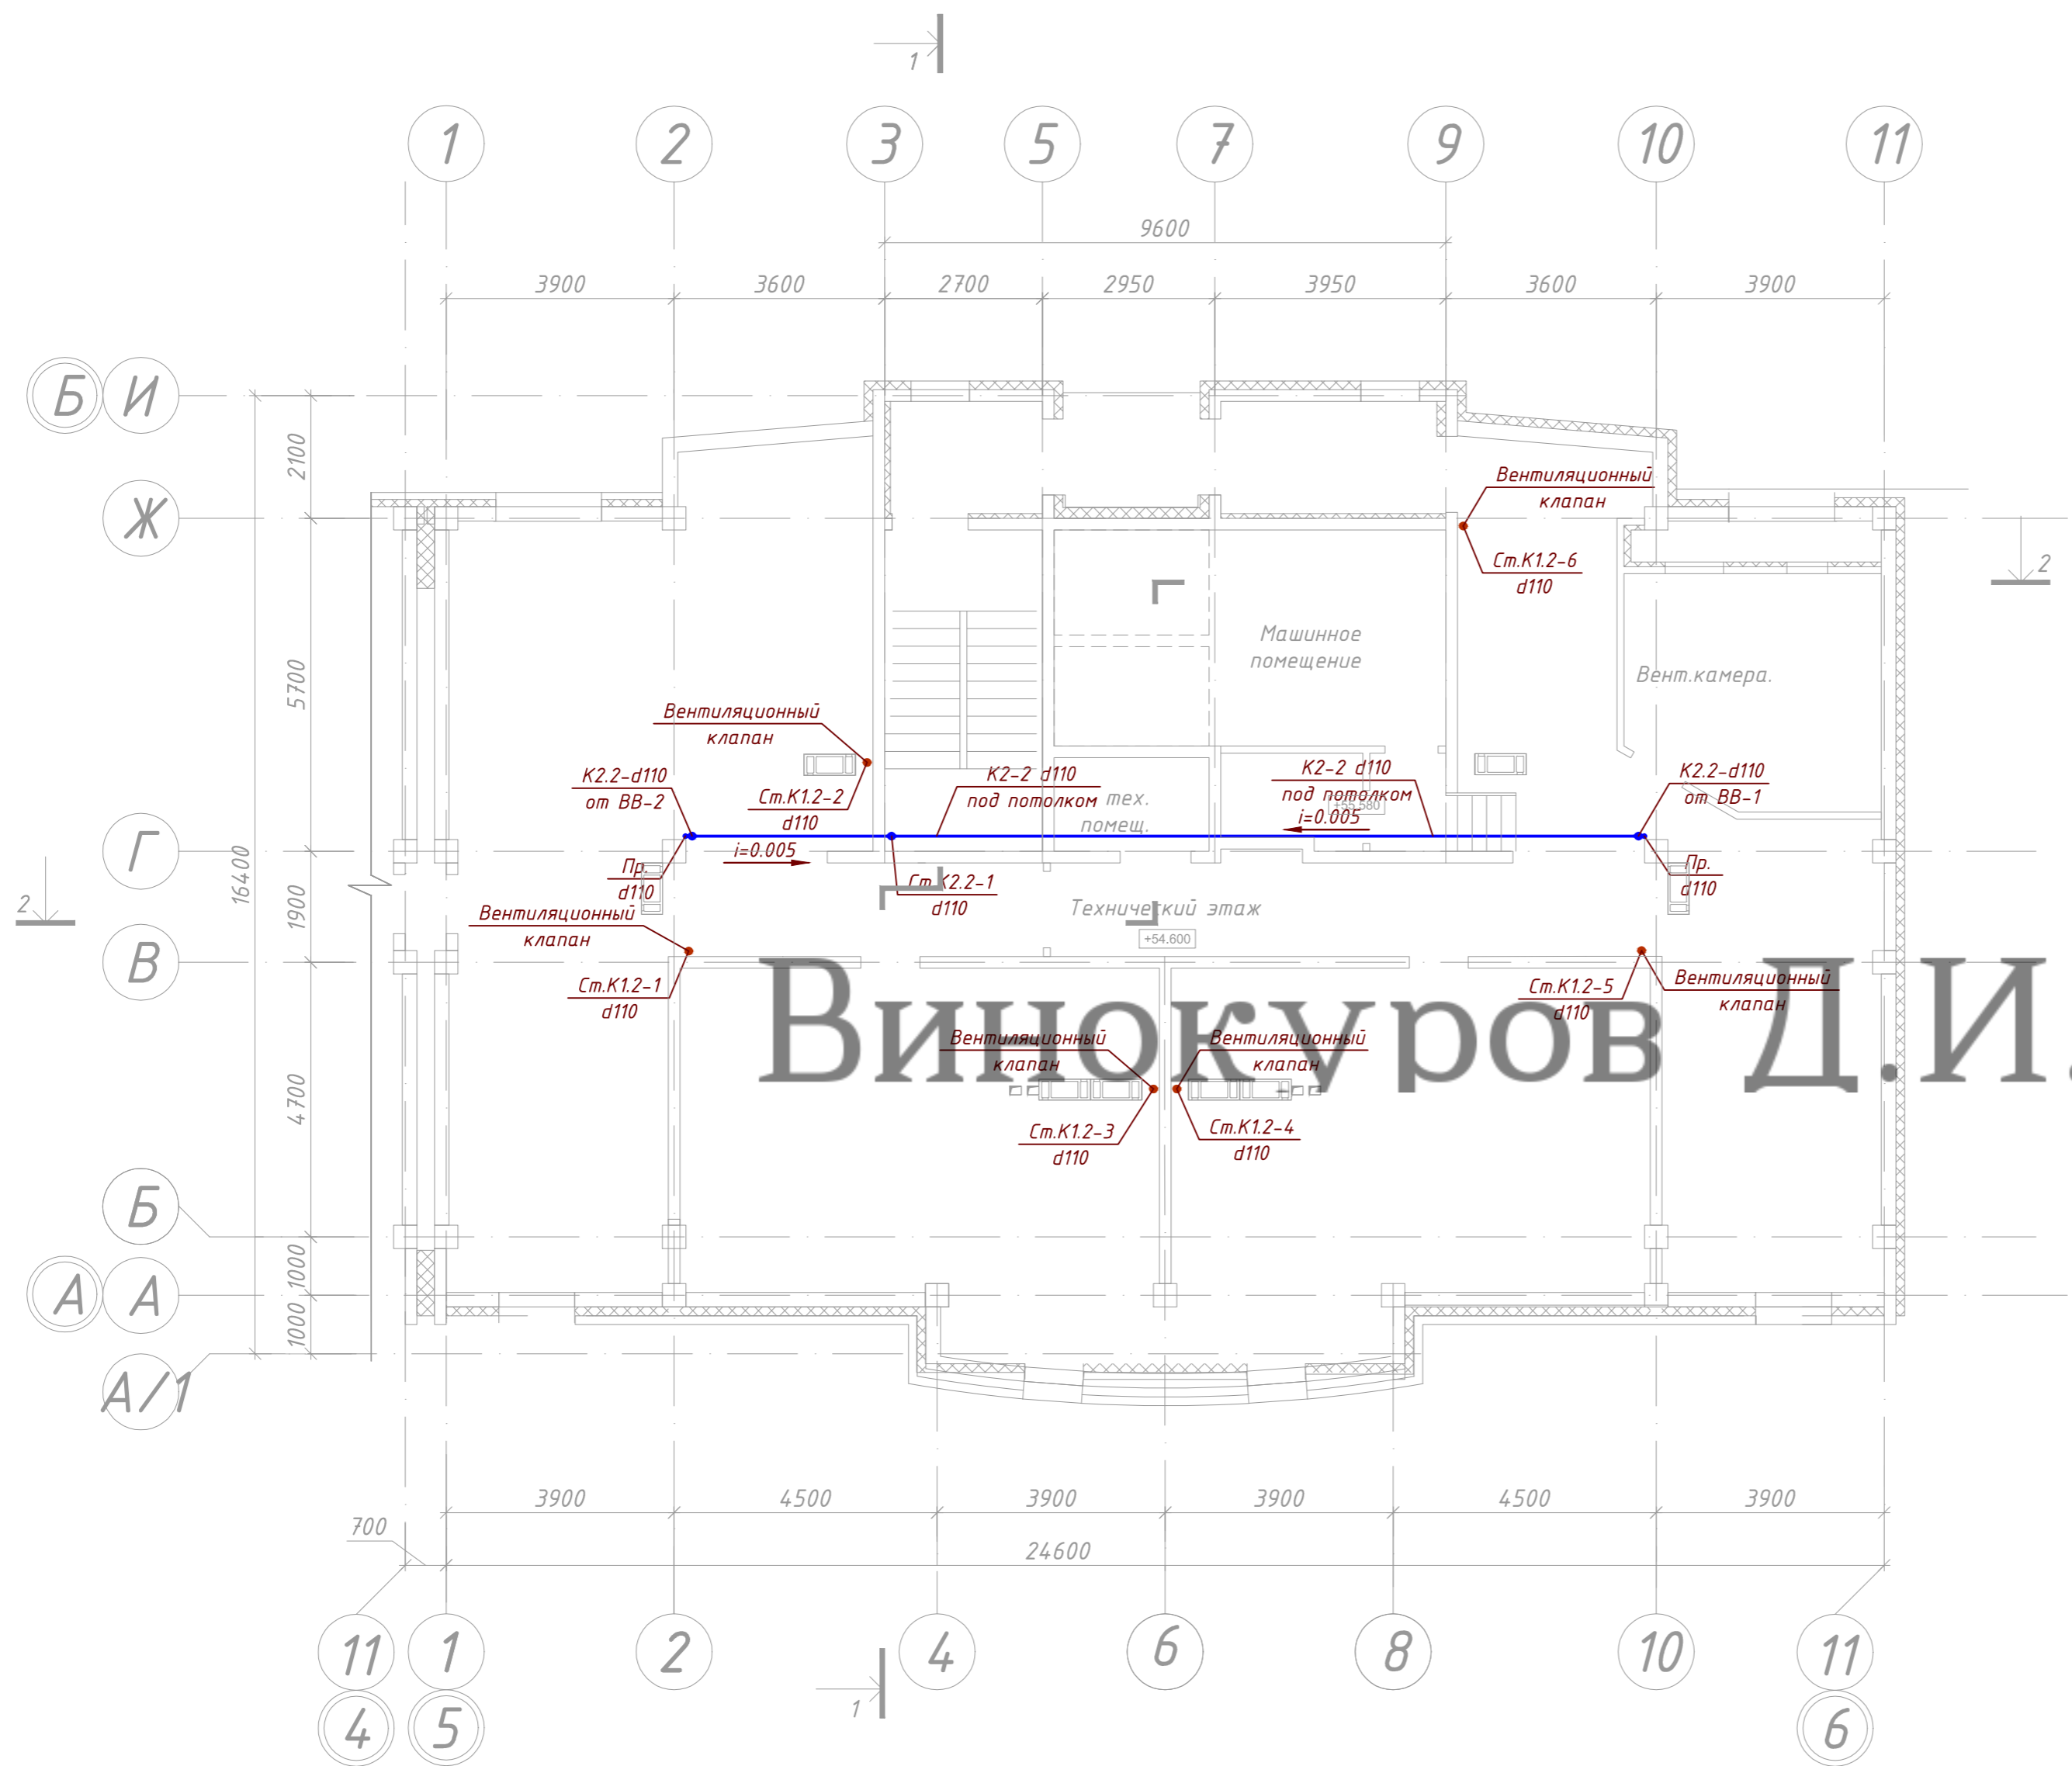 1
1 2 3 5 7 9 10 11
9600
3900 3600 2700 2950 3950 3600 3900
Б И
2100
Ж
Вентиляционный
клапан
Ст.К1.2-6
d110
2
5700
Машинное
помещение
Вент.камера.
Вентиляционный
клапан
К2.2-d110
от ВВ-2
Ст.К1.2-2
d110
К2-2 d110
под потолком
тех.
помещ.
К2-2 d110
под потолком
+55.580
i=0.005
К2.2-d110
от ВВ-1
Г
16400
i=0.005
Пр.
d110
Ст.К2.2-1
d110
Пр.
d110
2
1900
Вентиляционный
клапан
Технический этаж
+54.600
В
Ст.К1.2-1
d110
Ст.К1.2-5
d110
Вентиляционный
клапан
Винокуров Д.И.
Вентиляционный
клапан
Вентиляционный
клапан
4700
Ст.К1.2-3
d110
Ст.К1.2-4
d110
Б
1000
А А
1000
А/1
3900 4500 3900 3900 4500 3900
700
24600
11 1 2 4 6 8 10 11
1
4 5 6